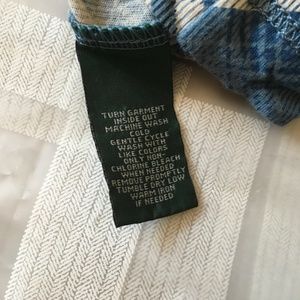 TURN GARMENT
INSIDE OUT
MACHINE WASH
COLD
GENTLE CYCLE
WASH WITH
LIKE COLORS
ONLY NON-
CHLORINE BLEACH
WHEN NEEDED
REMOVE PROMPTLY
TUMBLE DRY LOW
WARM IRON
IF NEEDED